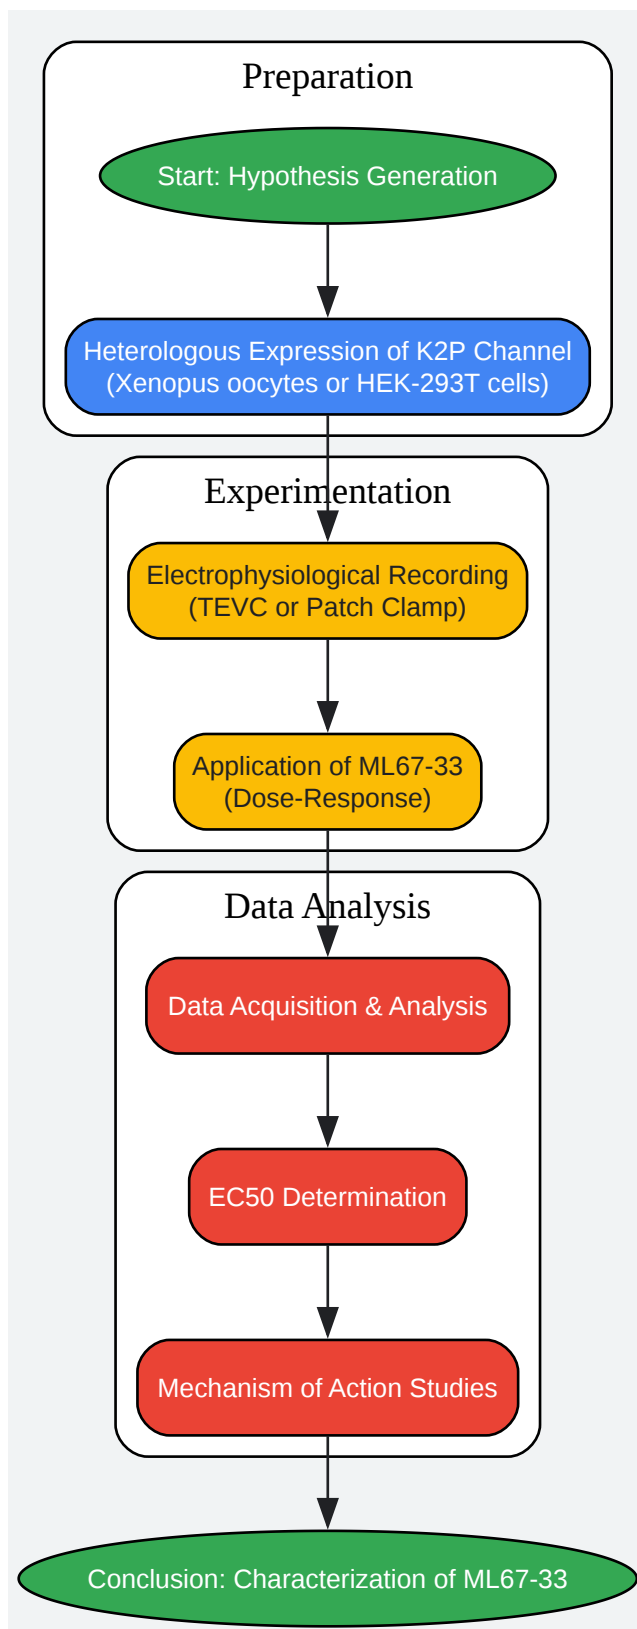 Preparation
Start: Hypothesis Generation
Heterologous Expression of K2P Channel
(Xenopus oocytes or HEK-293T cells)
Experimentation
Electrophysiological Recording
(TEVC or Patch Clamp)
Application of ML67-33
(Dose-Response)
Data Analysis
Data Acquisition & Analysis
EC50 Determination
Mechanism of Action Studies
Conclusion: Characterization of ML67-33